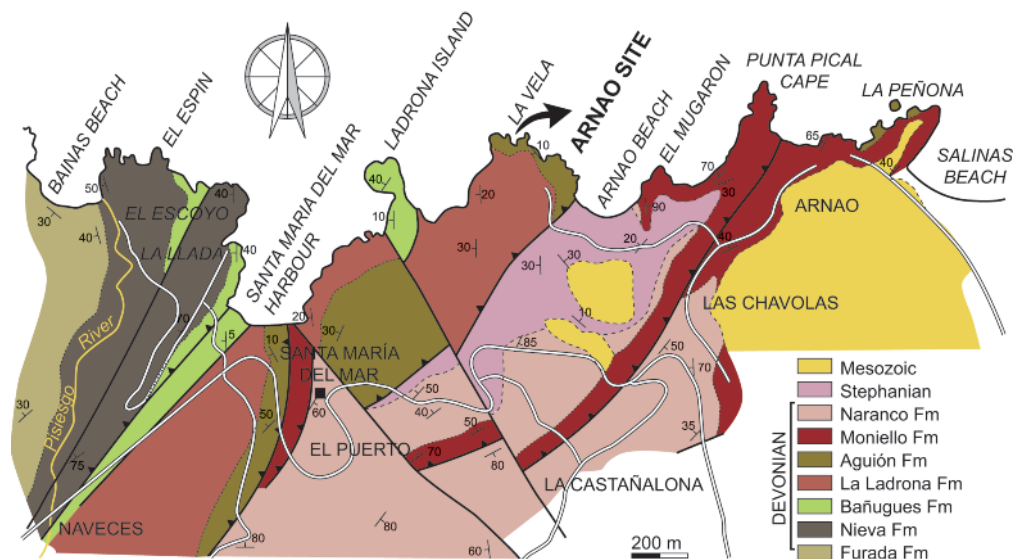 BAINAS BEACH
EL ESPIN
SANTA MARIA DEL MAR
HARBOUR
LADRONA ISLAND
LA VELA
ARNAO SITE
ARNAO BEACH
EL MUGARON
PUNTA PICAL
CAPE
LA PEÑONA
SALINAS
BEACH
EL ESCOYO
LA LLADA
ARNAO
LAS CHAVOLAS
SANTA MARÍA
DEL MAR
EL PUERTO
LA CASTAÑALONA
NAVECES
Pisiesgo River
50
30
40
40
40
70
5
30
75
40
10
20
10
30
20
30
10
50
60
10
20
30
30
10
90
70
30
20
40
65
40
85
50
40
50
70
80
50
70
35
80
80
60
200 m
Mesozoic
Stephanian
Naranco Fm
Moniello Fm
Aguión Fm
La Ladrona Fm
Bañugues Fm
Nieva Fm
Furada Fm
DEVONIAN